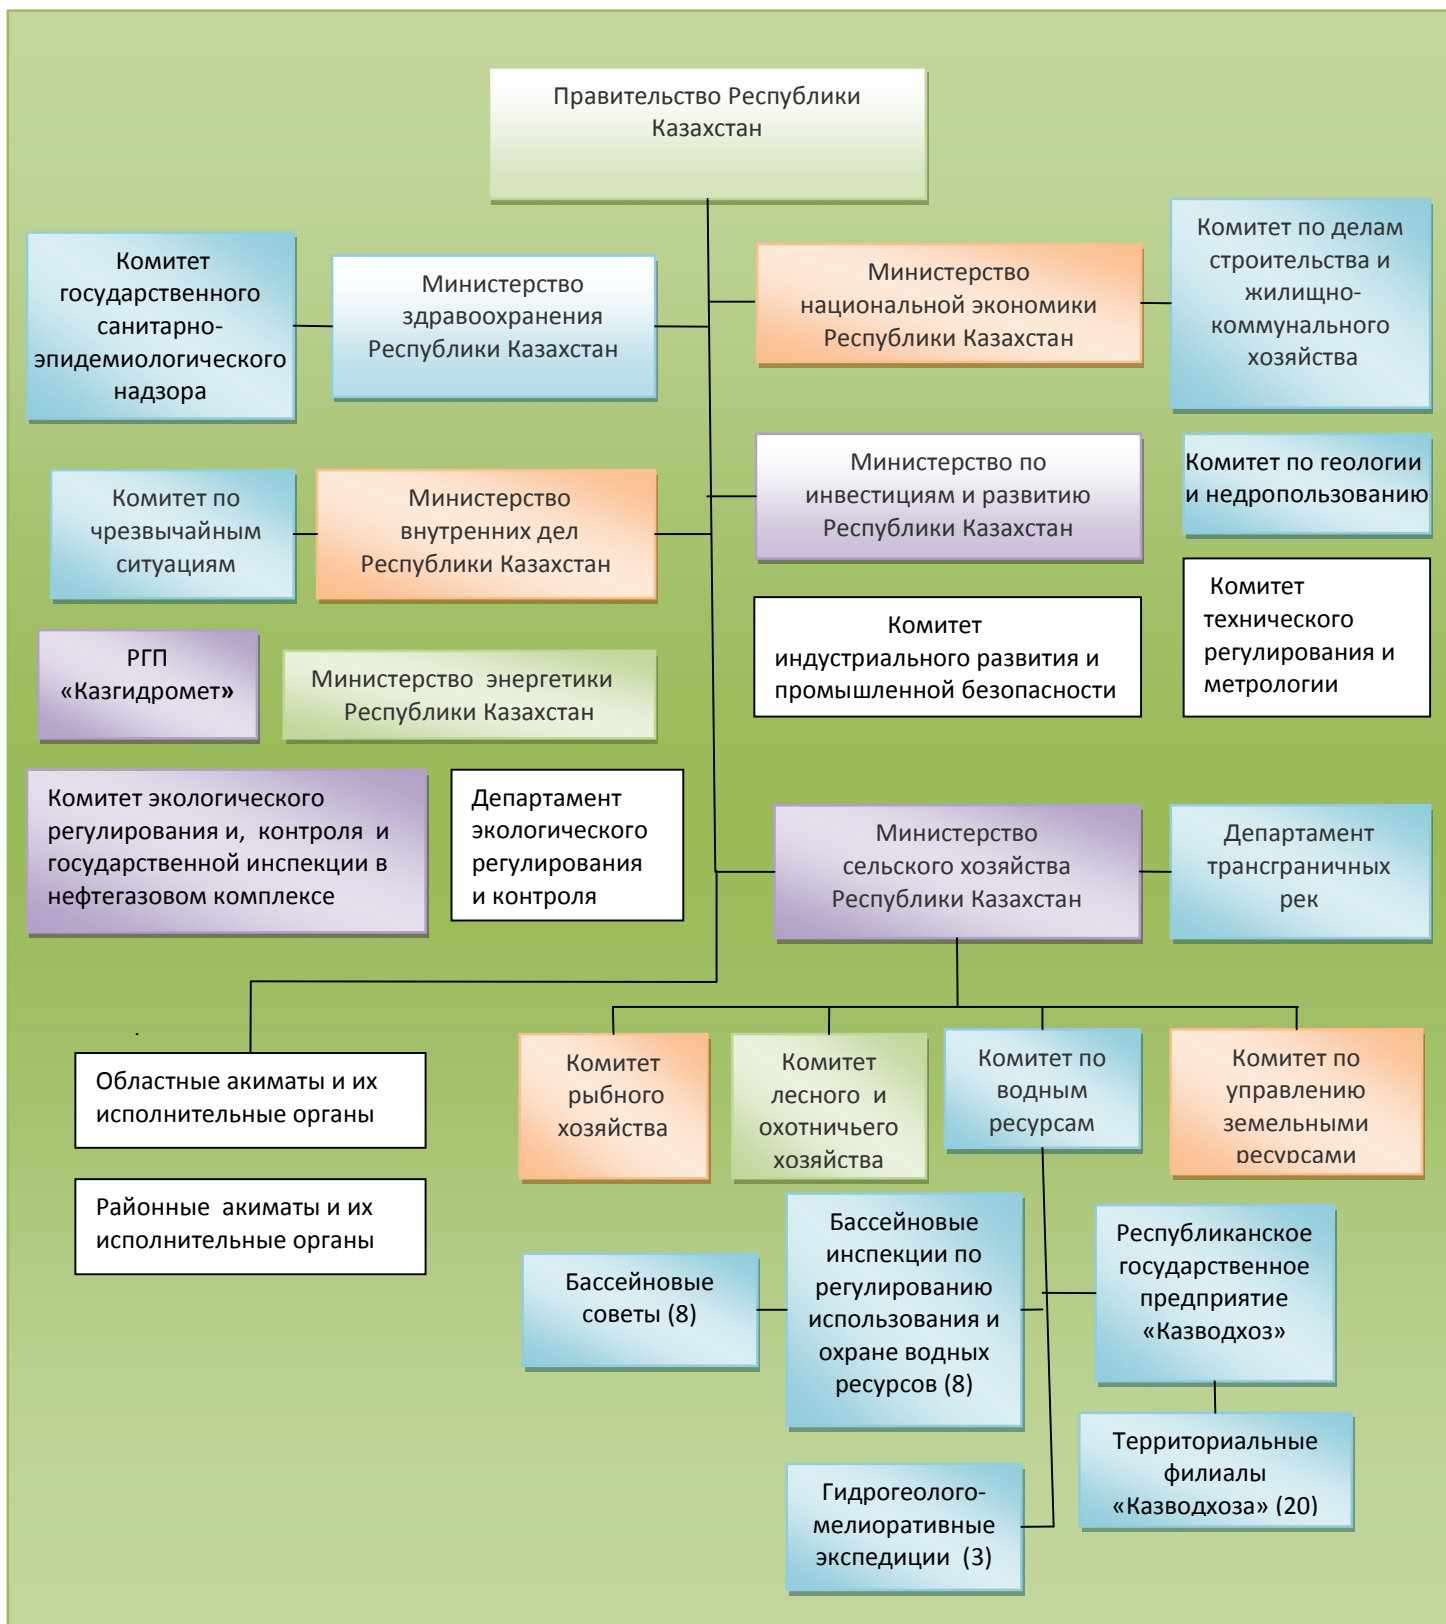 Правительство Республики
Казахстан
Комитет
государственного
санитарно-
эпидемиологического
надзора
Министерство
здравоохранения
Республики Казахстан
Министерство
национальной экономики
Республики Казахстан
Комитет по делам
строительства и
жилищно-
коммунального
хозяйства
Комитет по
чрезвычайным
ситуациям
Министерство
внутренних дел
Республики Казахстан
Министерство по
инвестициям и развитию
Республики Казахстан
Комитет по геологии
и недропользованию
РГП
«Казгидромет»
Министерство энергетики
Республики Казахстан
Комитет
индустриального развития и
промышленной безопасности
Комитет
технического
регулирования и
метрологии
Комитет экологического
регулирования и, контроля и
государственной инспекции в
нефтегазовом комплексе
Департамент
экологического
регулирования
и контроля
Министерство
сельского хозяйства
Республики Казахстан
Департамент
трансграничных
рек
Областные акиматы и их
исполнительные органы
Районные акиматы и их
исполнительные органы
Комитет
рыбного
хозяйства
Комитет
лесного и
охотничьего
хозяйства
Комитет по
водным
ресурсам
Комитет по
управлению
земельными
ресурсами
Бассейновые
советы (8)
Бассейновые
инспекции по
регулированию
использования и
охране водных
ресурсов (8)
Республиканское
государственное
предприятие
«Казводхоз»
Территориальные
филиалы
«Казводхоза» (20)
Гидрогеолого-
мелиоративные
экспедиции (3)